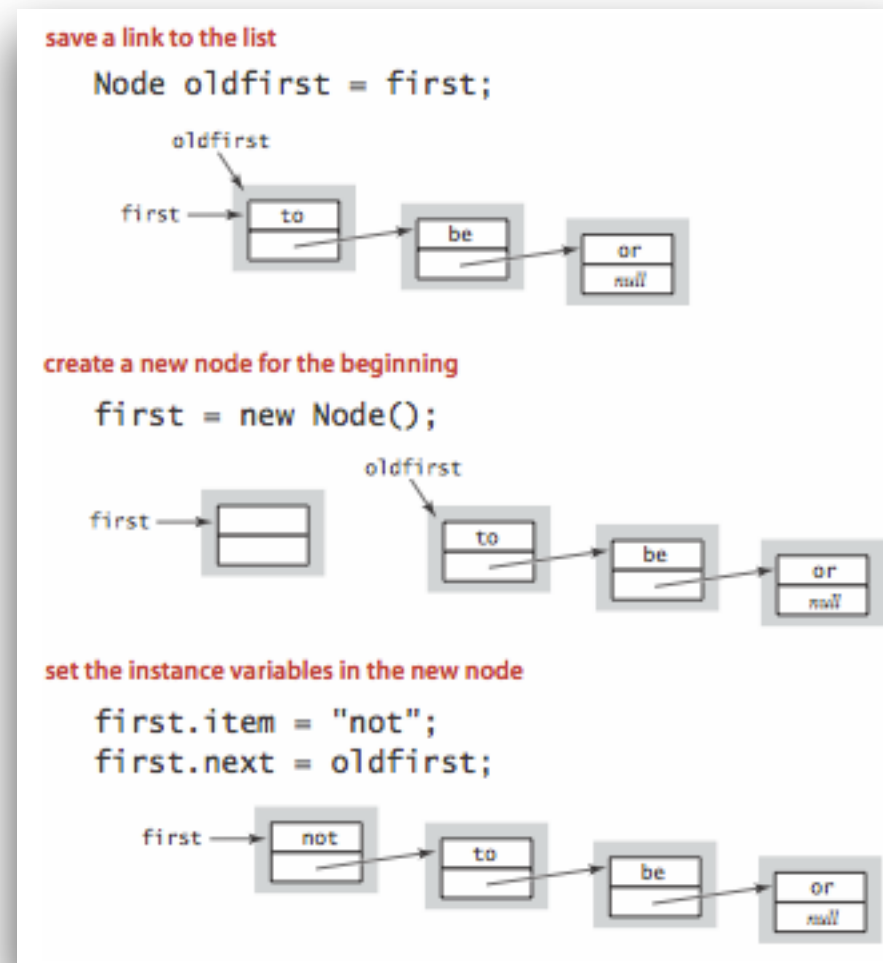 save a link to the list
Node oldfirst = first;
oldfirst
first
to
be
or
null
create a new node for the beginning
first = new Node();
oldfirst
first
to
be
or
null
set the instance variables in the new node
first.item = "not";
first.next = oldfirst;
first
not
to
be
or
null